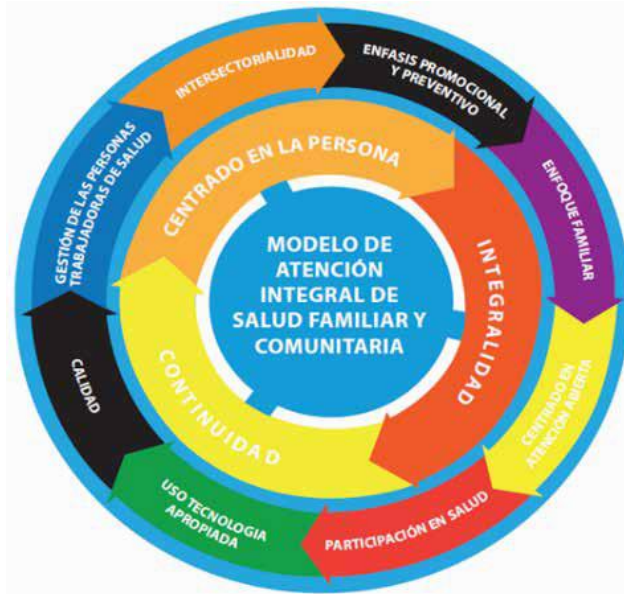 MODELO DE
ATENCIÓN
INTEGRAL DE
SALUD FAMILIAR Y
COMUNITARIA
CENTRADO EN LA PERSONA
INTEGRALIDAD
CONTINUIDAD
INTERSECTORIALIDAD
ENFASIS PROMOCIONAL
Y PREVENTIVO
ENFOQUE FAMILIAR
CENTRADO EN
ATENCIÓN ABIERTA
PARTICIPACIÓN EN SALUD
USO TECNOLOGIA
APROPIADA
CALIDAD
GESTIÓN DE LAS PERSONAS
TRABAJADORAS DE SALUD